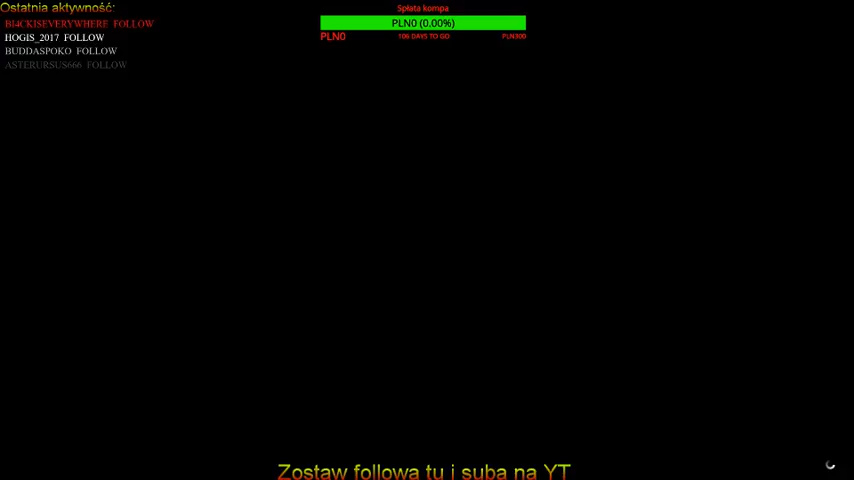 Ostatnia aktywność:
BI4CKISEVERYWHERE FOLLOW
HOGIS_2017 FOLLOW
BUDDASPOKO FOLLOW
ASTERURSUS666 FOLLOW
Spłata kompa
PLN0 (0.00%)
PLN0 106 DAYS TO GO PLN300
Zostaw followa tu i suba na YT